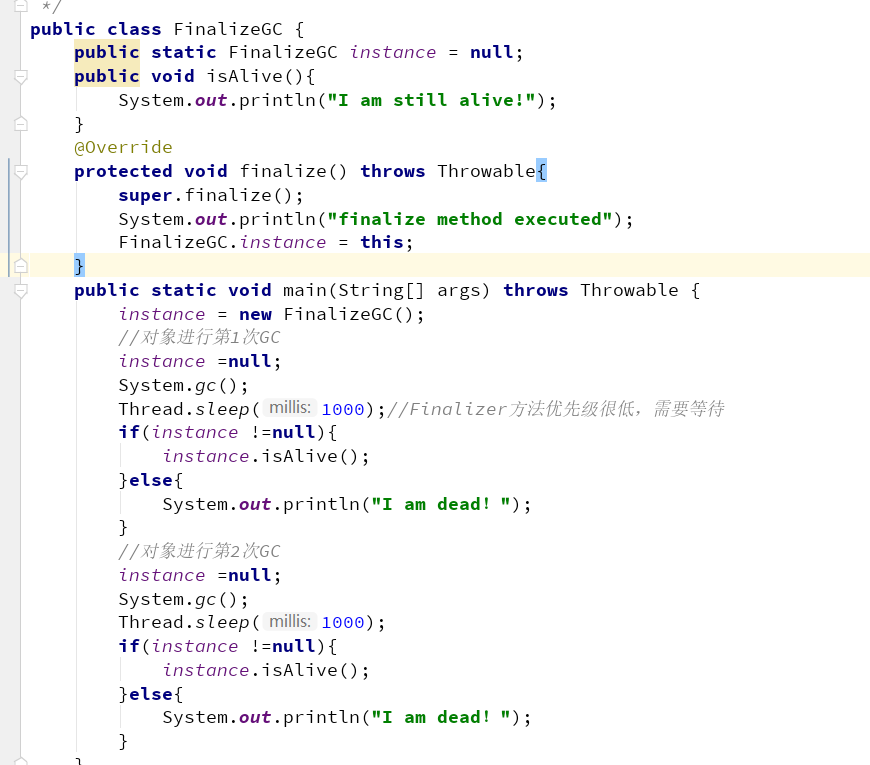 */
public class FinalizeGC {
public static FinalizeGC instance = null;
public void isAlive(){
System.out.println("I am still alive!");
}
@Override
protected void finalize() throws Throwable{
super.finalize();
System.out.println("finalize method executed");
FinalizeGC.instance = this;
}
public static void main(String[] args) throws Throwable {
instance = new FinalizeGC();
//对象进行第1次GC
instance =null;
System.gc();
Thread.sleep( millis: 1000);//Finalizer方法优先级很低，需要等待
if(instance !=null){
instance.isAlive();
}else{
System.out.println("I am dead！");
}
//对象进行第2次GC
instance =null;
System.gc();
Thread.sleep( millis: 1000);
if(instance !=null){
instance.isAlive();
}else{
System.out.println("I am dead！");
}
}